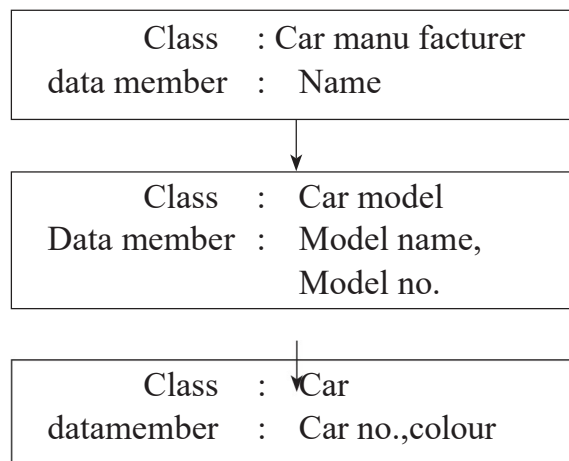 Class : Car manu facturer
data member : Name
Class : Car model
Data member : Model name,
Model no.
Class : Car
datamember : Car no.,colour